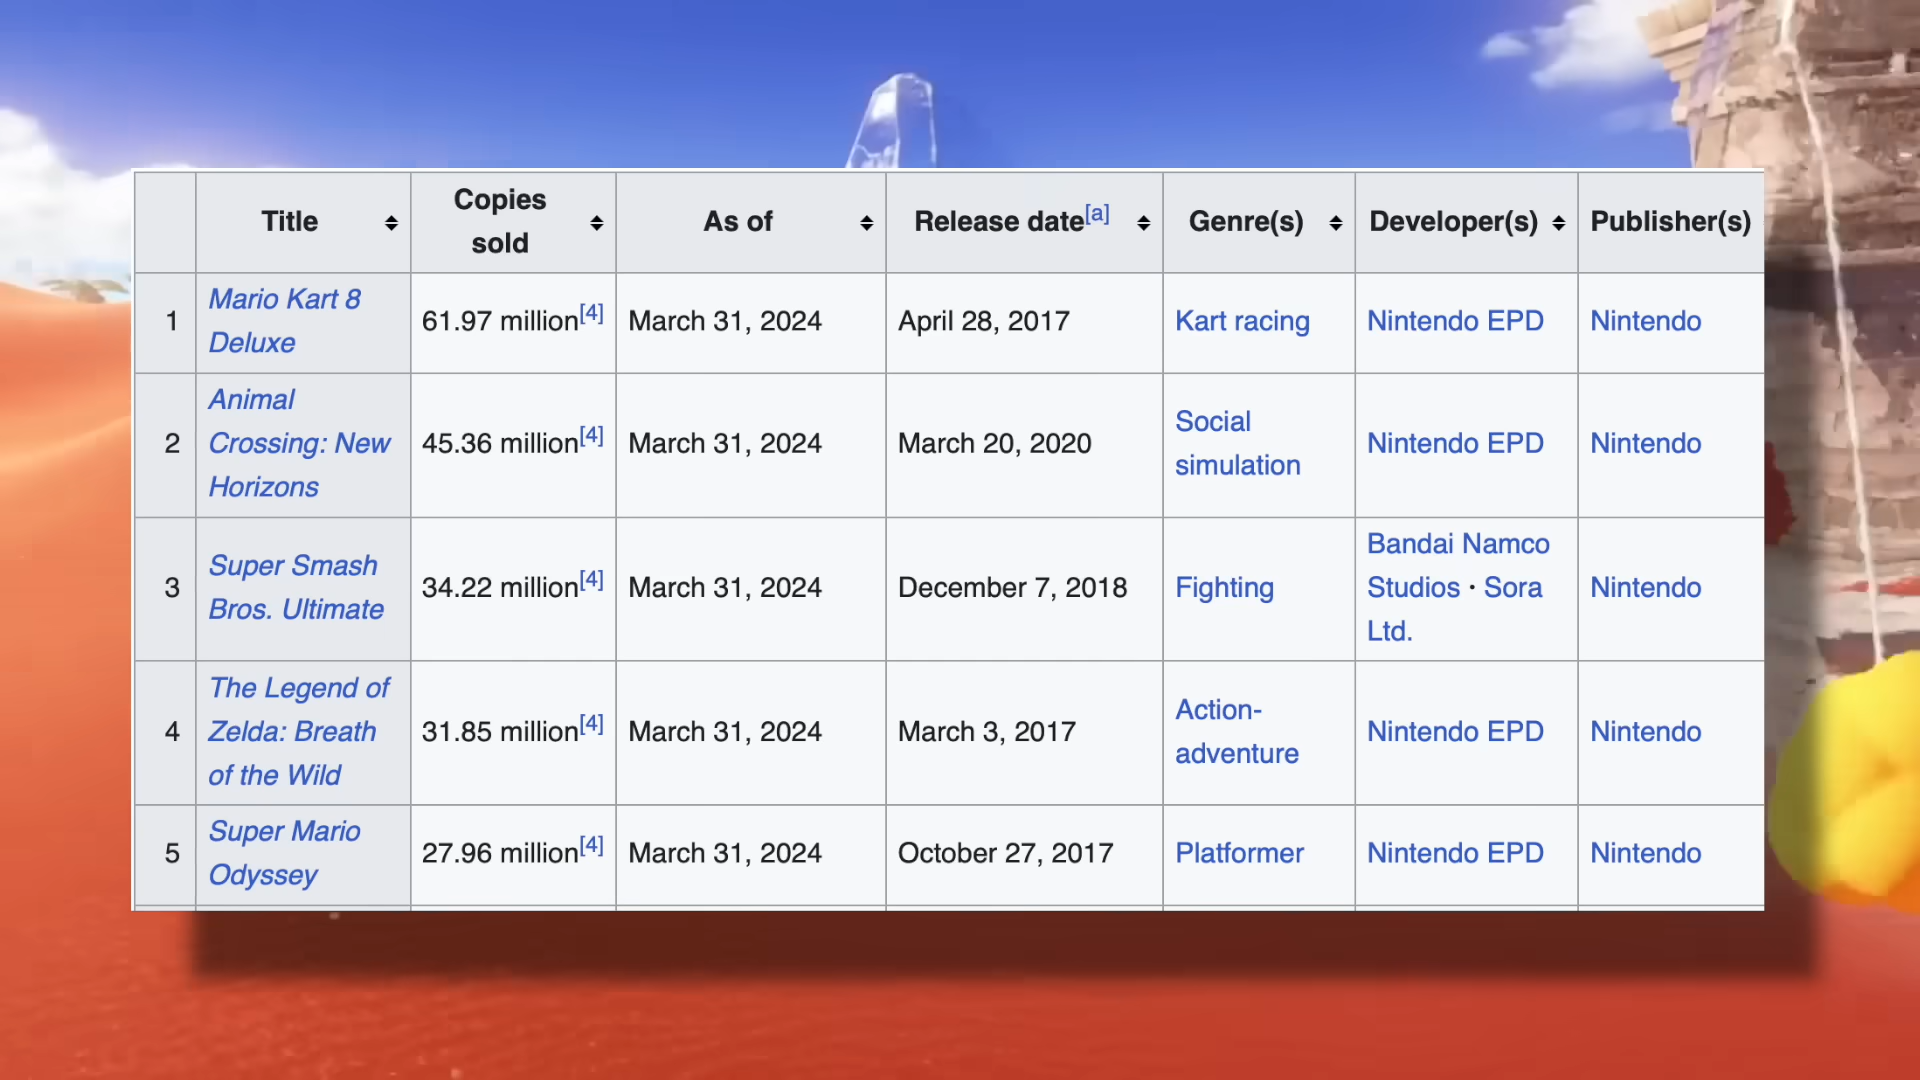 Title
Copies
sold
As of
Release date[a]
Genre(s)
Developer(s)
Publisher(s)
1
Mario Kart 8
Deluxe
61.97 million[4]
March 31, 2024
April 28, 2017
Kart racing
Nintendo EPD
Nintendo
2
Animal
Crossing: New
Horizons
45.36 million[4]
March 31, 2024
March 20, 2020
Social
simulation
Nintendo EPD
Nintendo
3
Super Smash
Bros. Ultimate
34.22 million[4]
March 31, 2024
December 7, 2018
Fighting
Bandai Namco
Studios · Sora
Ltd.
Nintendo
4
The Legend of
Zelda: Breath
of the Wild
31.85 million[4]
March 31, 2024
March 3, 2017
Action-
adventure
Nintendo EPD
Nintendo
5
Super Mario
Odyssey
27.96 million[4]
March 31, 2024
October 27, 2017
Platformer
Nintendo EPD
Nintendo